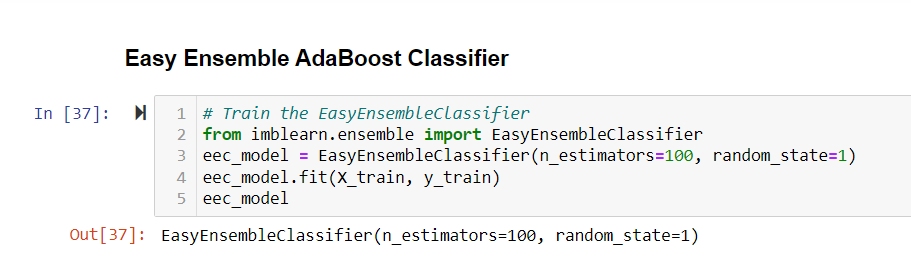 Easy Ensemble AdaBoost Classifier
In [37]:
1 # Train the EasyEnsembleClassifier
2 from imblearn.ensemble import EasyEnsembleClassifier
3 eec_model = EasyEnsembleClassifier(n_estimators=100, random_state=1)
4 eec_model.fit(X_train, y_train)
5 eec_model
Out[37]: EasyEnsembleClassifier(n_estimators=100, random_state=1)